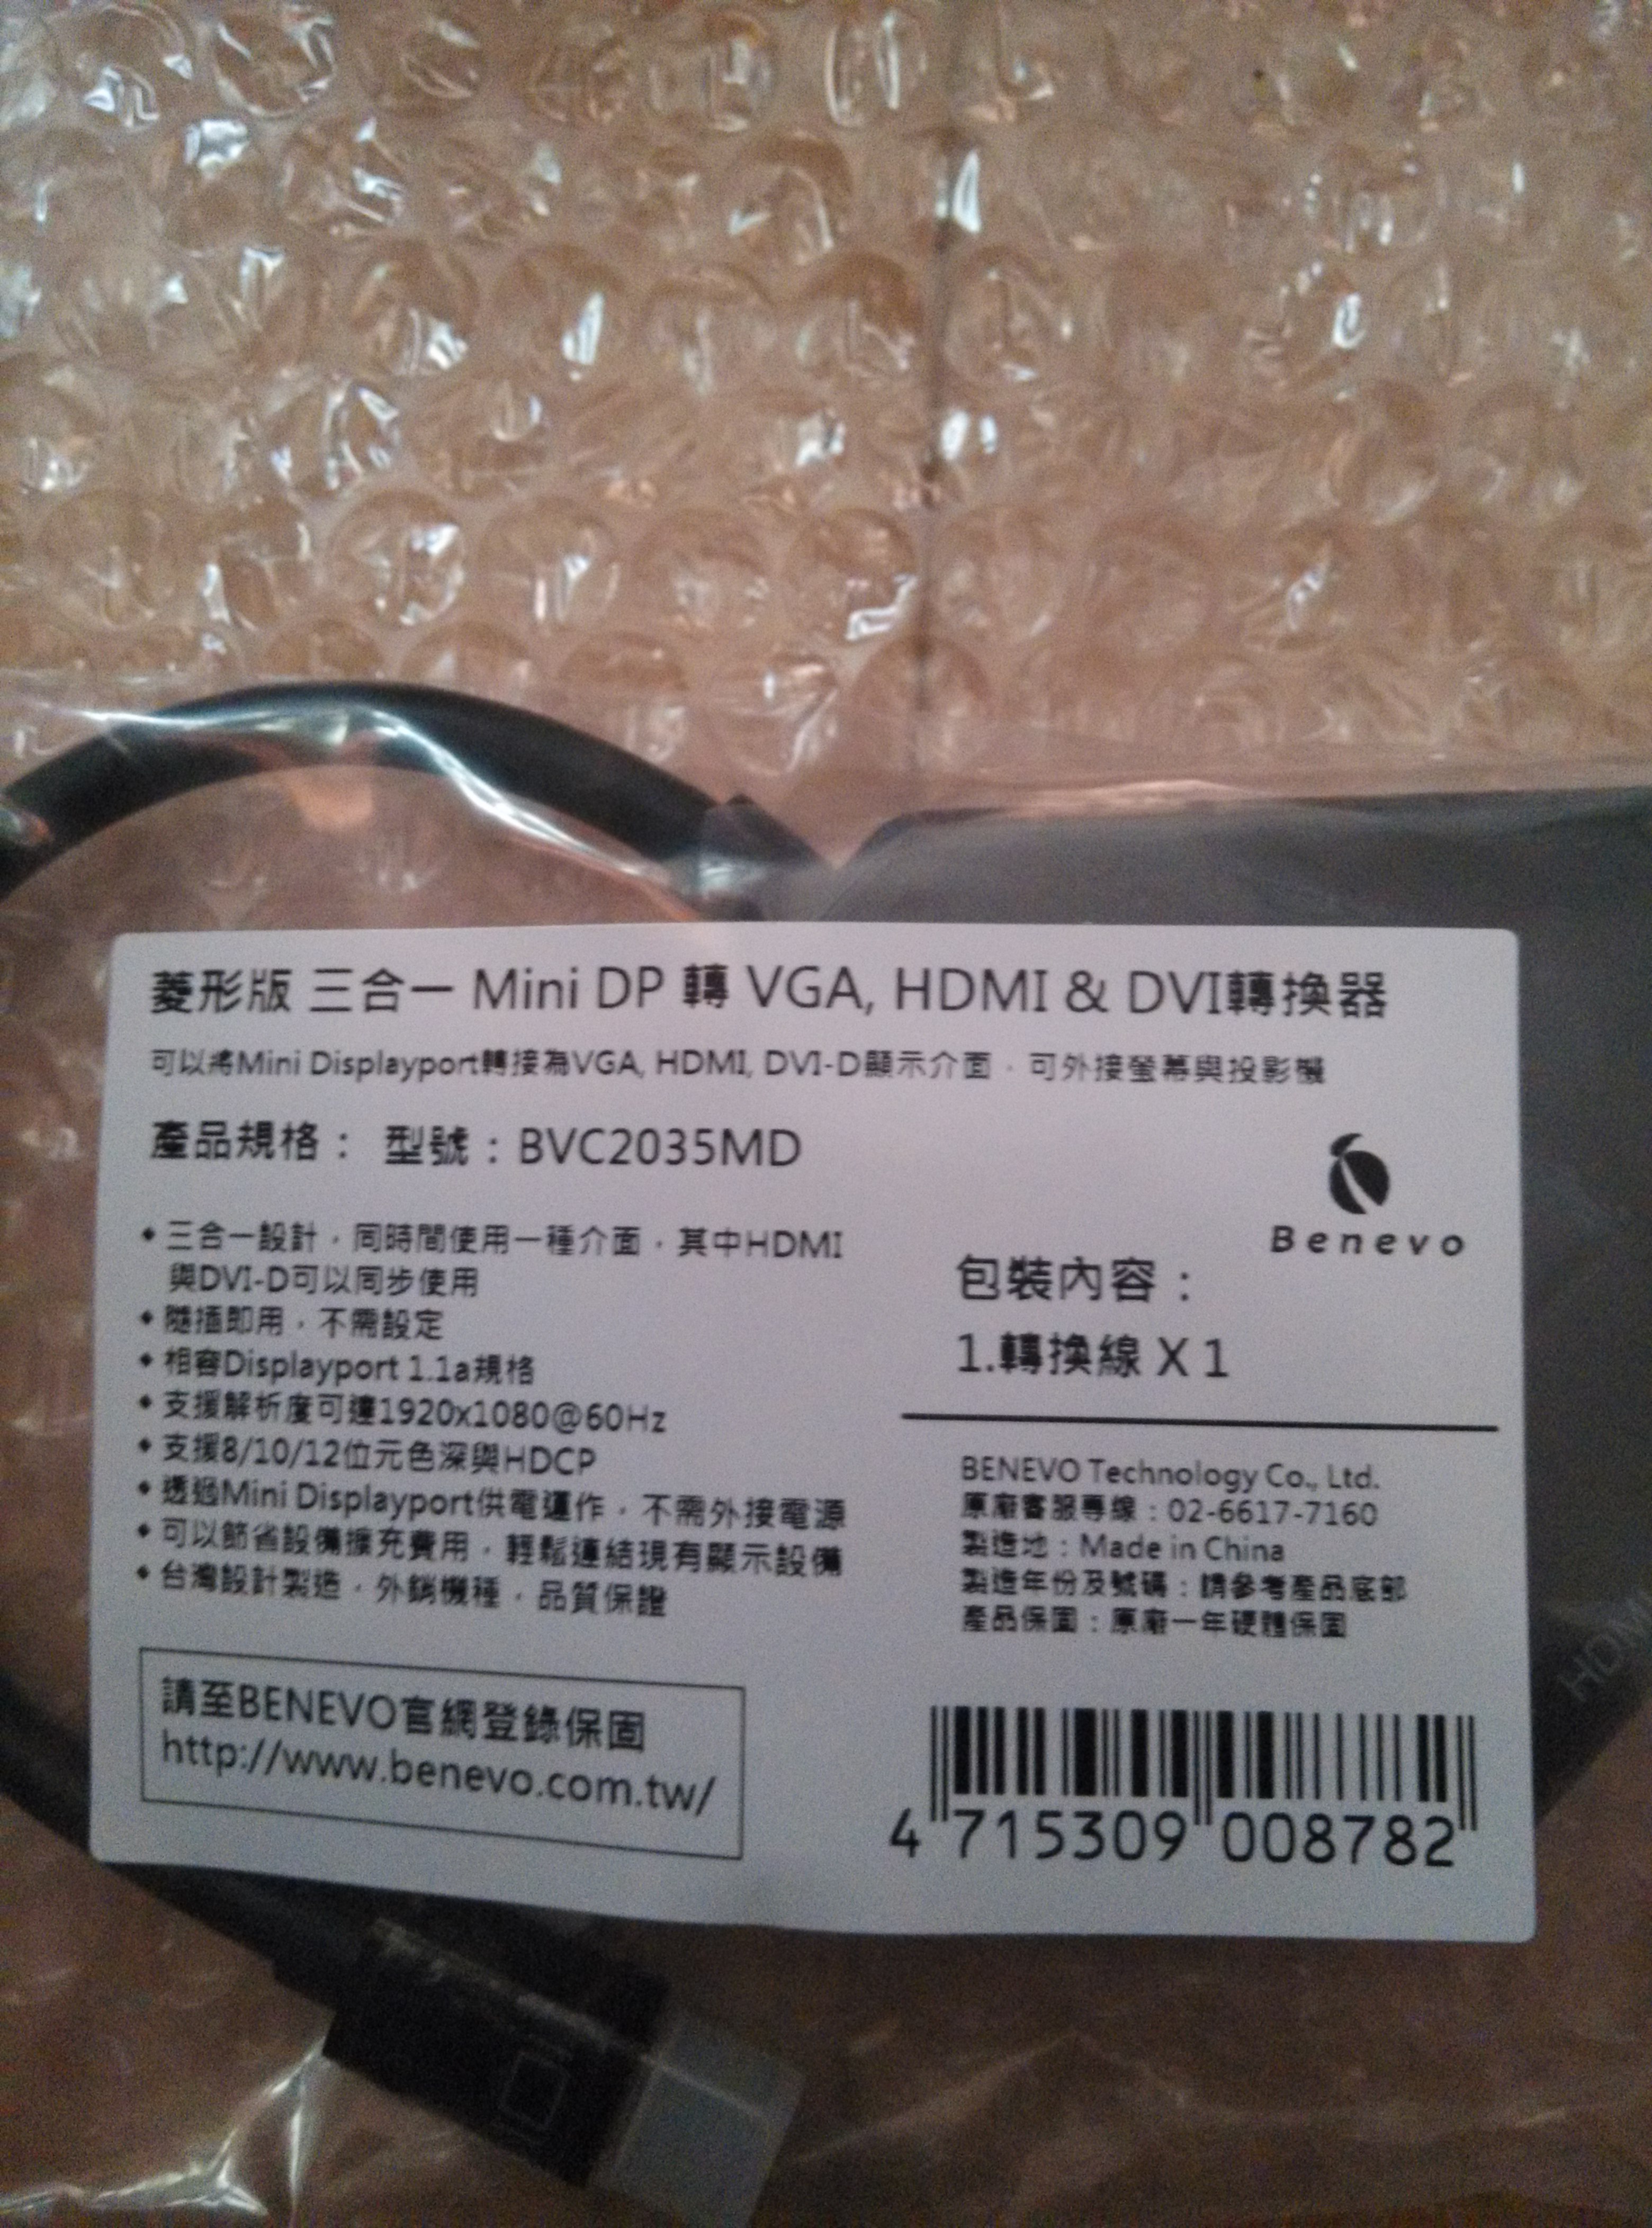 菱形版 三合一 Mini DP 轉 VGA, HDMI & DVI轉換器
可以將Mini Displayport轉接為VGA, HDMI, DVI-D顯示介面，可外接螢幕與投影機
產品規格： 型號：BVC2035MD
• 三合一設計，同時間使用一種介面，其中HDMI
與DVI-D可以同步使用
• 隨插即用，不需設定
• 相容Displayport 1.1a規格
• 支援解析度可達1920x1080@60Hz
• 支援8/10/12位元色深與HDCP
• 透過Mini Displayport供電運作，不需外接電源
• 可以節省設備擴充費用，輕鬆連結現有顯示設備
• 台灣設計製造，外銷機種，品質保證
請至BENEVO官網登錄保固
http://www.benevo.com.tw/
Benevo
包裝內容：
1.轉換線 X 1
BENEVO Technology Co., Ltd.
原廠客服專線：02-6617-7160
製造地：Made in China
製造年份及號碼：請參考產品底部
產品保固：原廠一年硬體保固
4 715309 008782
HDMI